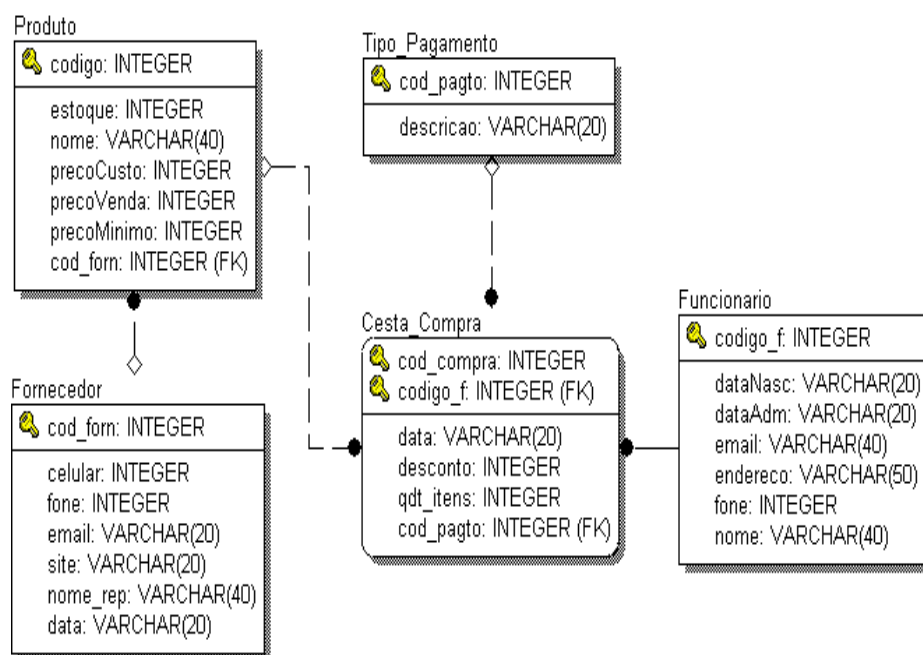 Produto
codigo: INTEGER
estoque: INTEGER
nome: VARCHAR(40)
precoCusto: INTEGER
precoVenda: INTEGER
precoMinimo: INTEGER
cod_forn: INTEGER (FK)
Tipo_Pagamento
cod_pagto: INTEGER
descricao: VARCHAR(20)
Fornecedor
cod_forn: INTEGER
celular: INTEGER
fone: INTEGER
email: VARCHAR(20)
site: VARCHAR(20)
nome_rep: VARCHAR(40)
data: VARCHAR(20)
Cesta_Compra
cod_compra: INTEGER
codigo_f: INTEGER (FK)
data: VARCHAR(20)
desconto: INTEGER
qdt_itens: INTEGER
cod_pagto: INTEGER (FK)
Funcionario
codigo_f: INTEGER
dataNasc: VARCHAR(20)
dataAdm: VARCHAR(20)
email: VARCHAR(40)
endereco: VARCHAR(50)
fone: INTEGER
nome: VARCHAR(40)